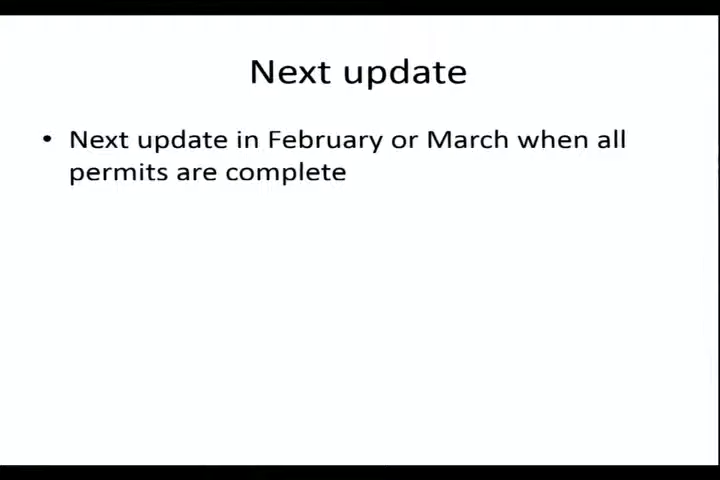 Next update
• Next update in February or March when all
permits are complete